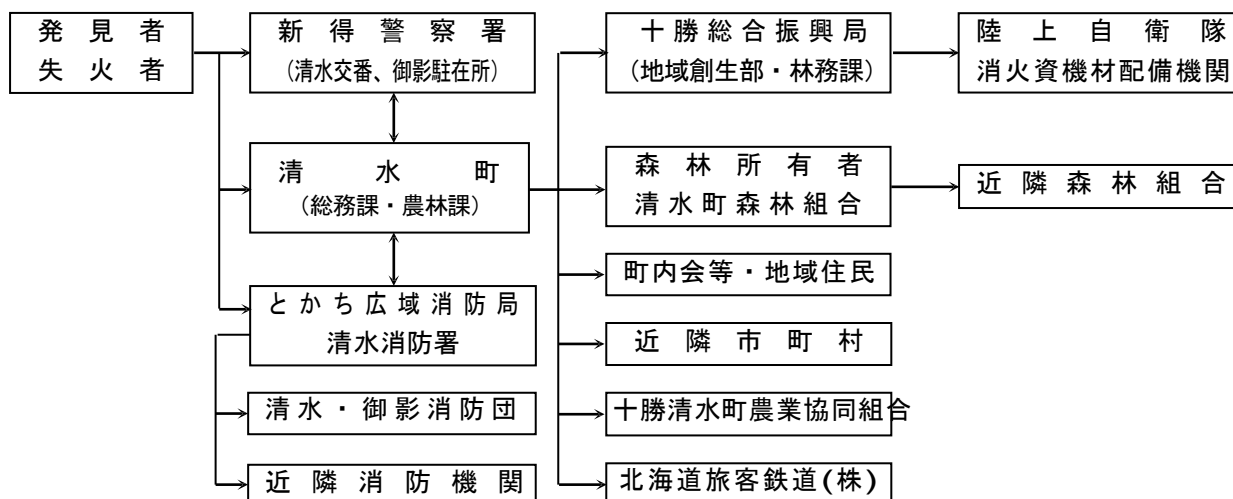 発見者
失火者
新得警察署
(清水交番、御影駐在所)
清水町
(総務課・農林課)
とかち広域消防局
清水消防署
清水・御影消防団
近隣消防機関
十勝総合振興局
(地域創生部・林務課)
森林所有者
清水町森林組合
町内会等・地域住民
近隣市町村
十勝清水町農業協同組合
北海道旅客鉄道(株)
陸上自衛隊
消火資機材配備機関
近隣森林組合